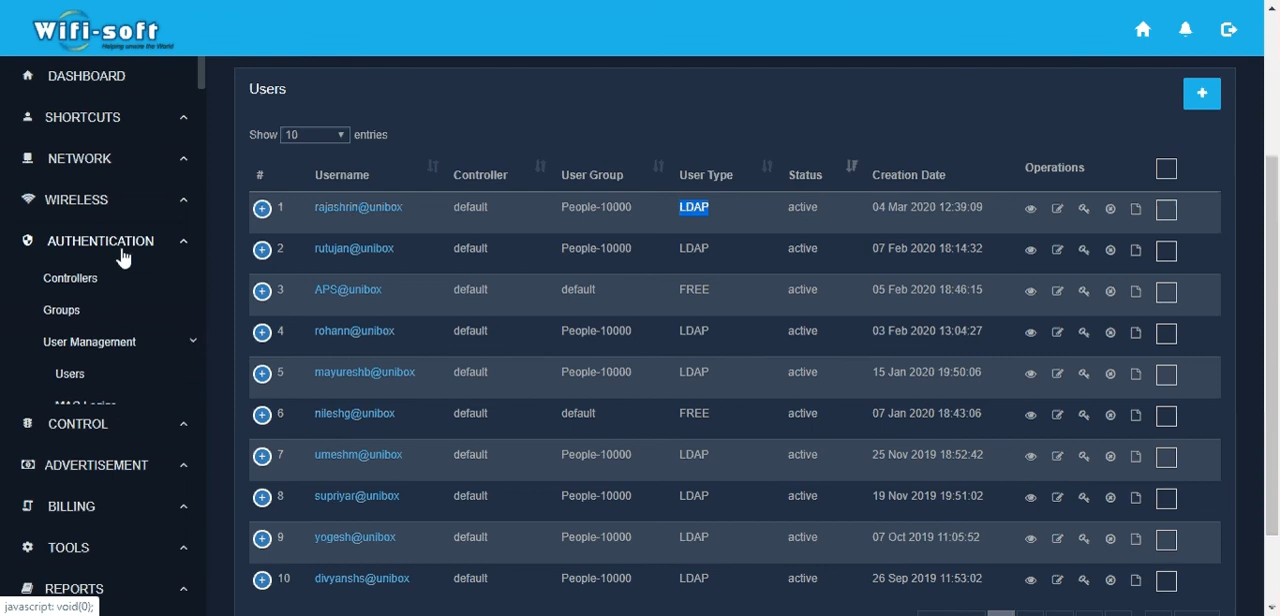 Wifi-soft
Helping unwire the World
DASHBOARD
SHORTCUTS
NETWORK
WIRELESS
AUTHENTICATION
Controllers
Groups
User Management
Users
MAC Logins
CONTROL
ADVERTISEMENT
BILLING
TOOLS
REPORTS
javascript: void(0);
Users
+
Show 10 entries
# Username Controller User Group User Type Status Creation Date Operations
1 rajashrin@unibox default People-10000 LDAP active 04 Mar 2020 12:39:09
2 rutujan@unibox default People-10000 LDAP active 07 Feb 2020 18:14:32
3 APS@unibox default default FREE active 05 Feb 2020 18:46:15
4 rohann@unibox default People-10000 LDAP active 03 Feb 2020 13:04:27
5 mayureshb@unibox default People-10000 LDAP active 15 Jan 2020 19:50:06
6 nileshg@unibox default default FREE active 07 Jan 2020 18:43:06
7 umeshm@unibox default People-10000 LDAP active 25 Nov 2019 18:52:42
8 supriyar@unibox default People-10000 LDAP active 19 Nov 2019 19:51:02
9 yogesh@unibox default People-10000 LDAP active 07 Oct 2019 11:05:52
10 divyanshs@unibox default People-10000 LDAP active 26 Sep 2019 11:53:02